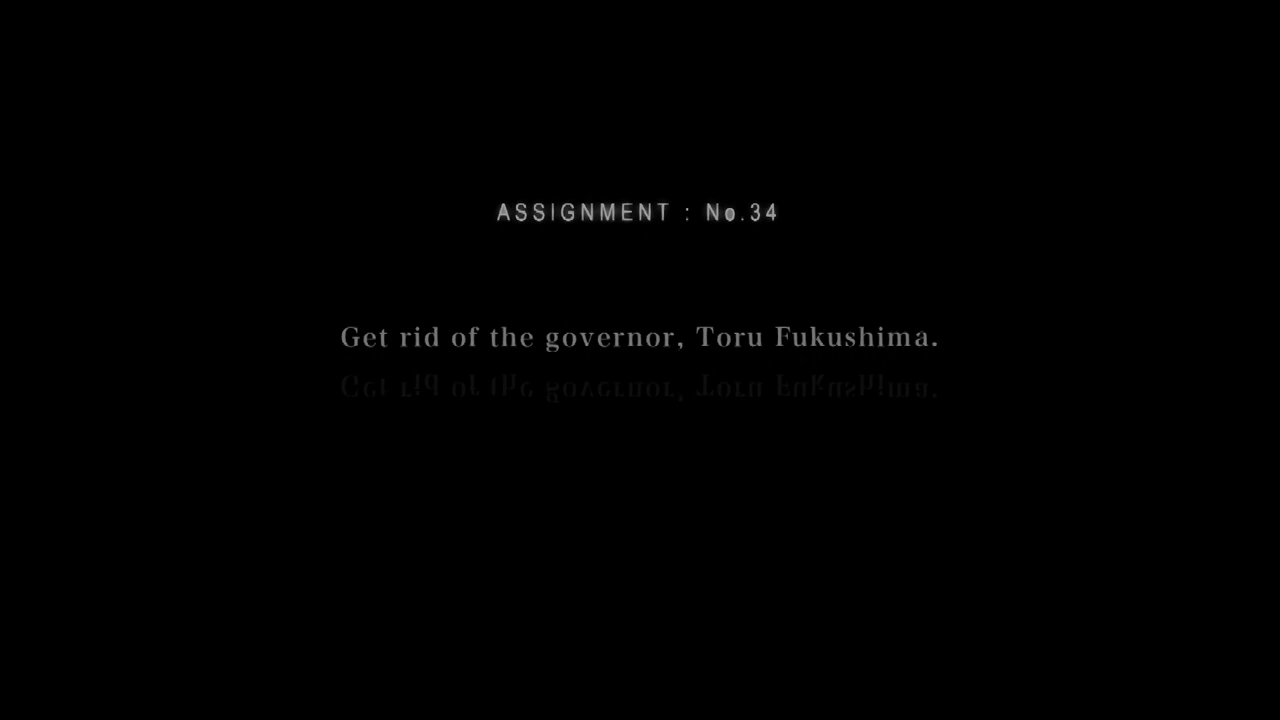 ASSIGNMENT : No.34
Get rid of the governor, Toru Fukushima.